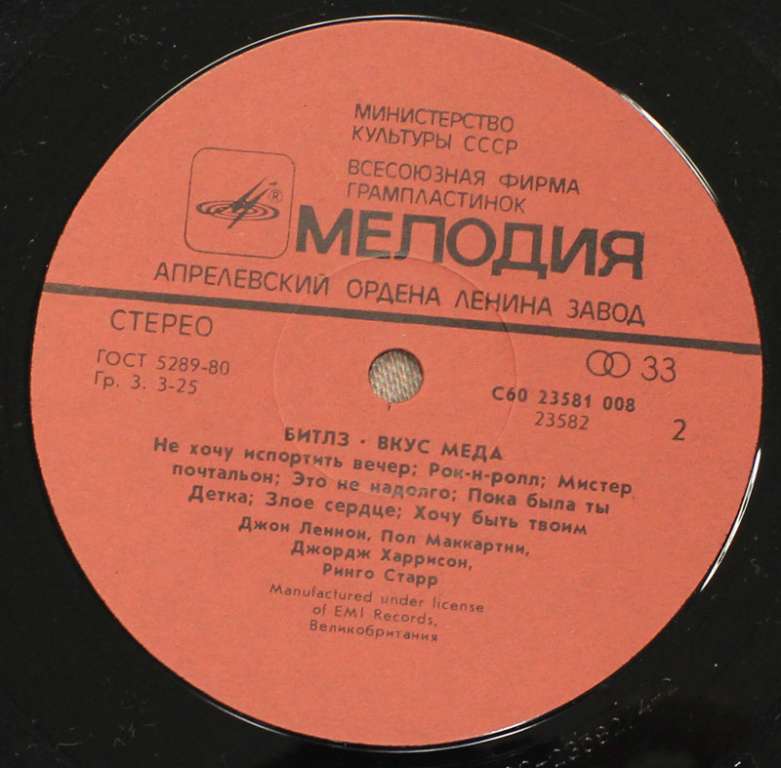 МИНИСТЕРСТВО
КУЛЬТУРЫ СССР
ВСЕСОЮЗНАЯ ФИРМА
ГРАМПЛАСТИНОК
®
МЕЛОДИЯ
АПРЕЛЕВСКИЙ ОРДЕНА ЛЕНИНА ЗАВОД
СТЕРЕО
33
ГОСТ 5289-80
Гр. 3. 3-25
С60 23581 008
23582
2
БИТЛЗ · ВКУС МЕДА
Не хочу испортить вечер; Рок-н-ролл; Мистер
почтальон; Это не надолго; Пока была ты
Детка; Злое сердце; Хочу быть твоим
Джон Леннон, Пол Маккартни,
Джордж Харрисон,
Ринго Старр
Manufactured under license
of EMI Records,
Великобритания